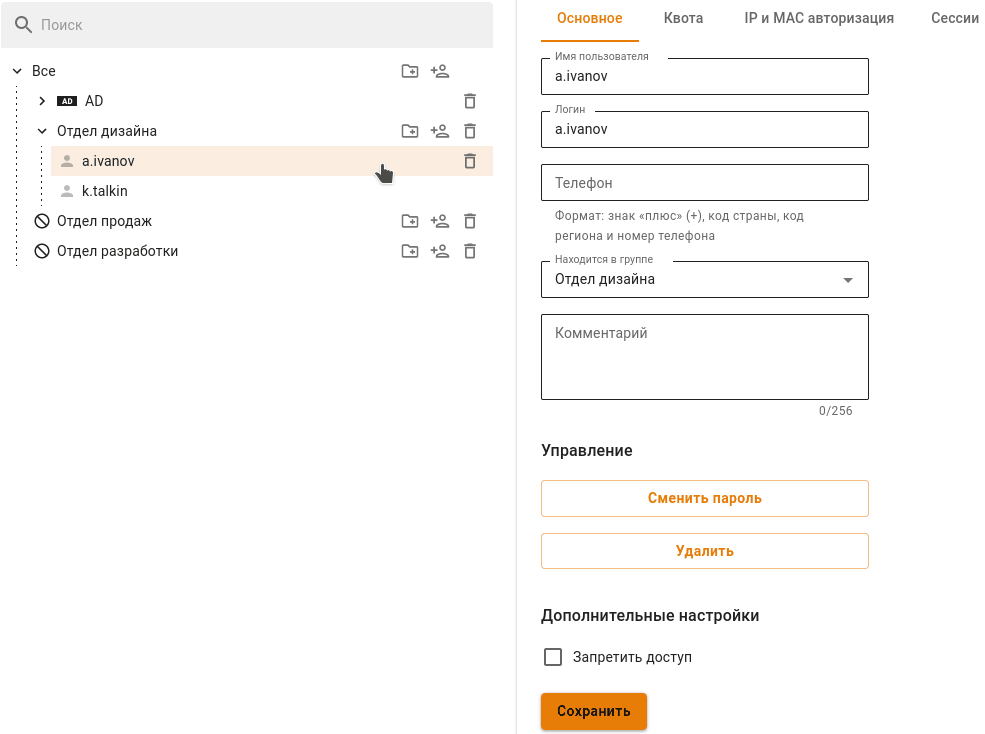 Поиск
Все
AD AD
Отдел дизайна
a.ivanov
k.talkin
Отдел продаж
Отдел разработки
Основное Квота IP и MAC авторизация Сессии
Имя пользователя
a.ivanov
Логин
a.ivanov
Телефон
Формат: знак «плюс» (+), код страны, код
региона и номер телефона
Находится в группе
Отдел дизайна
Комментарий
0/256
Управление
Сменить пароль
Удалить
Дополнительные настройки
Запретить доступ
Сохранить